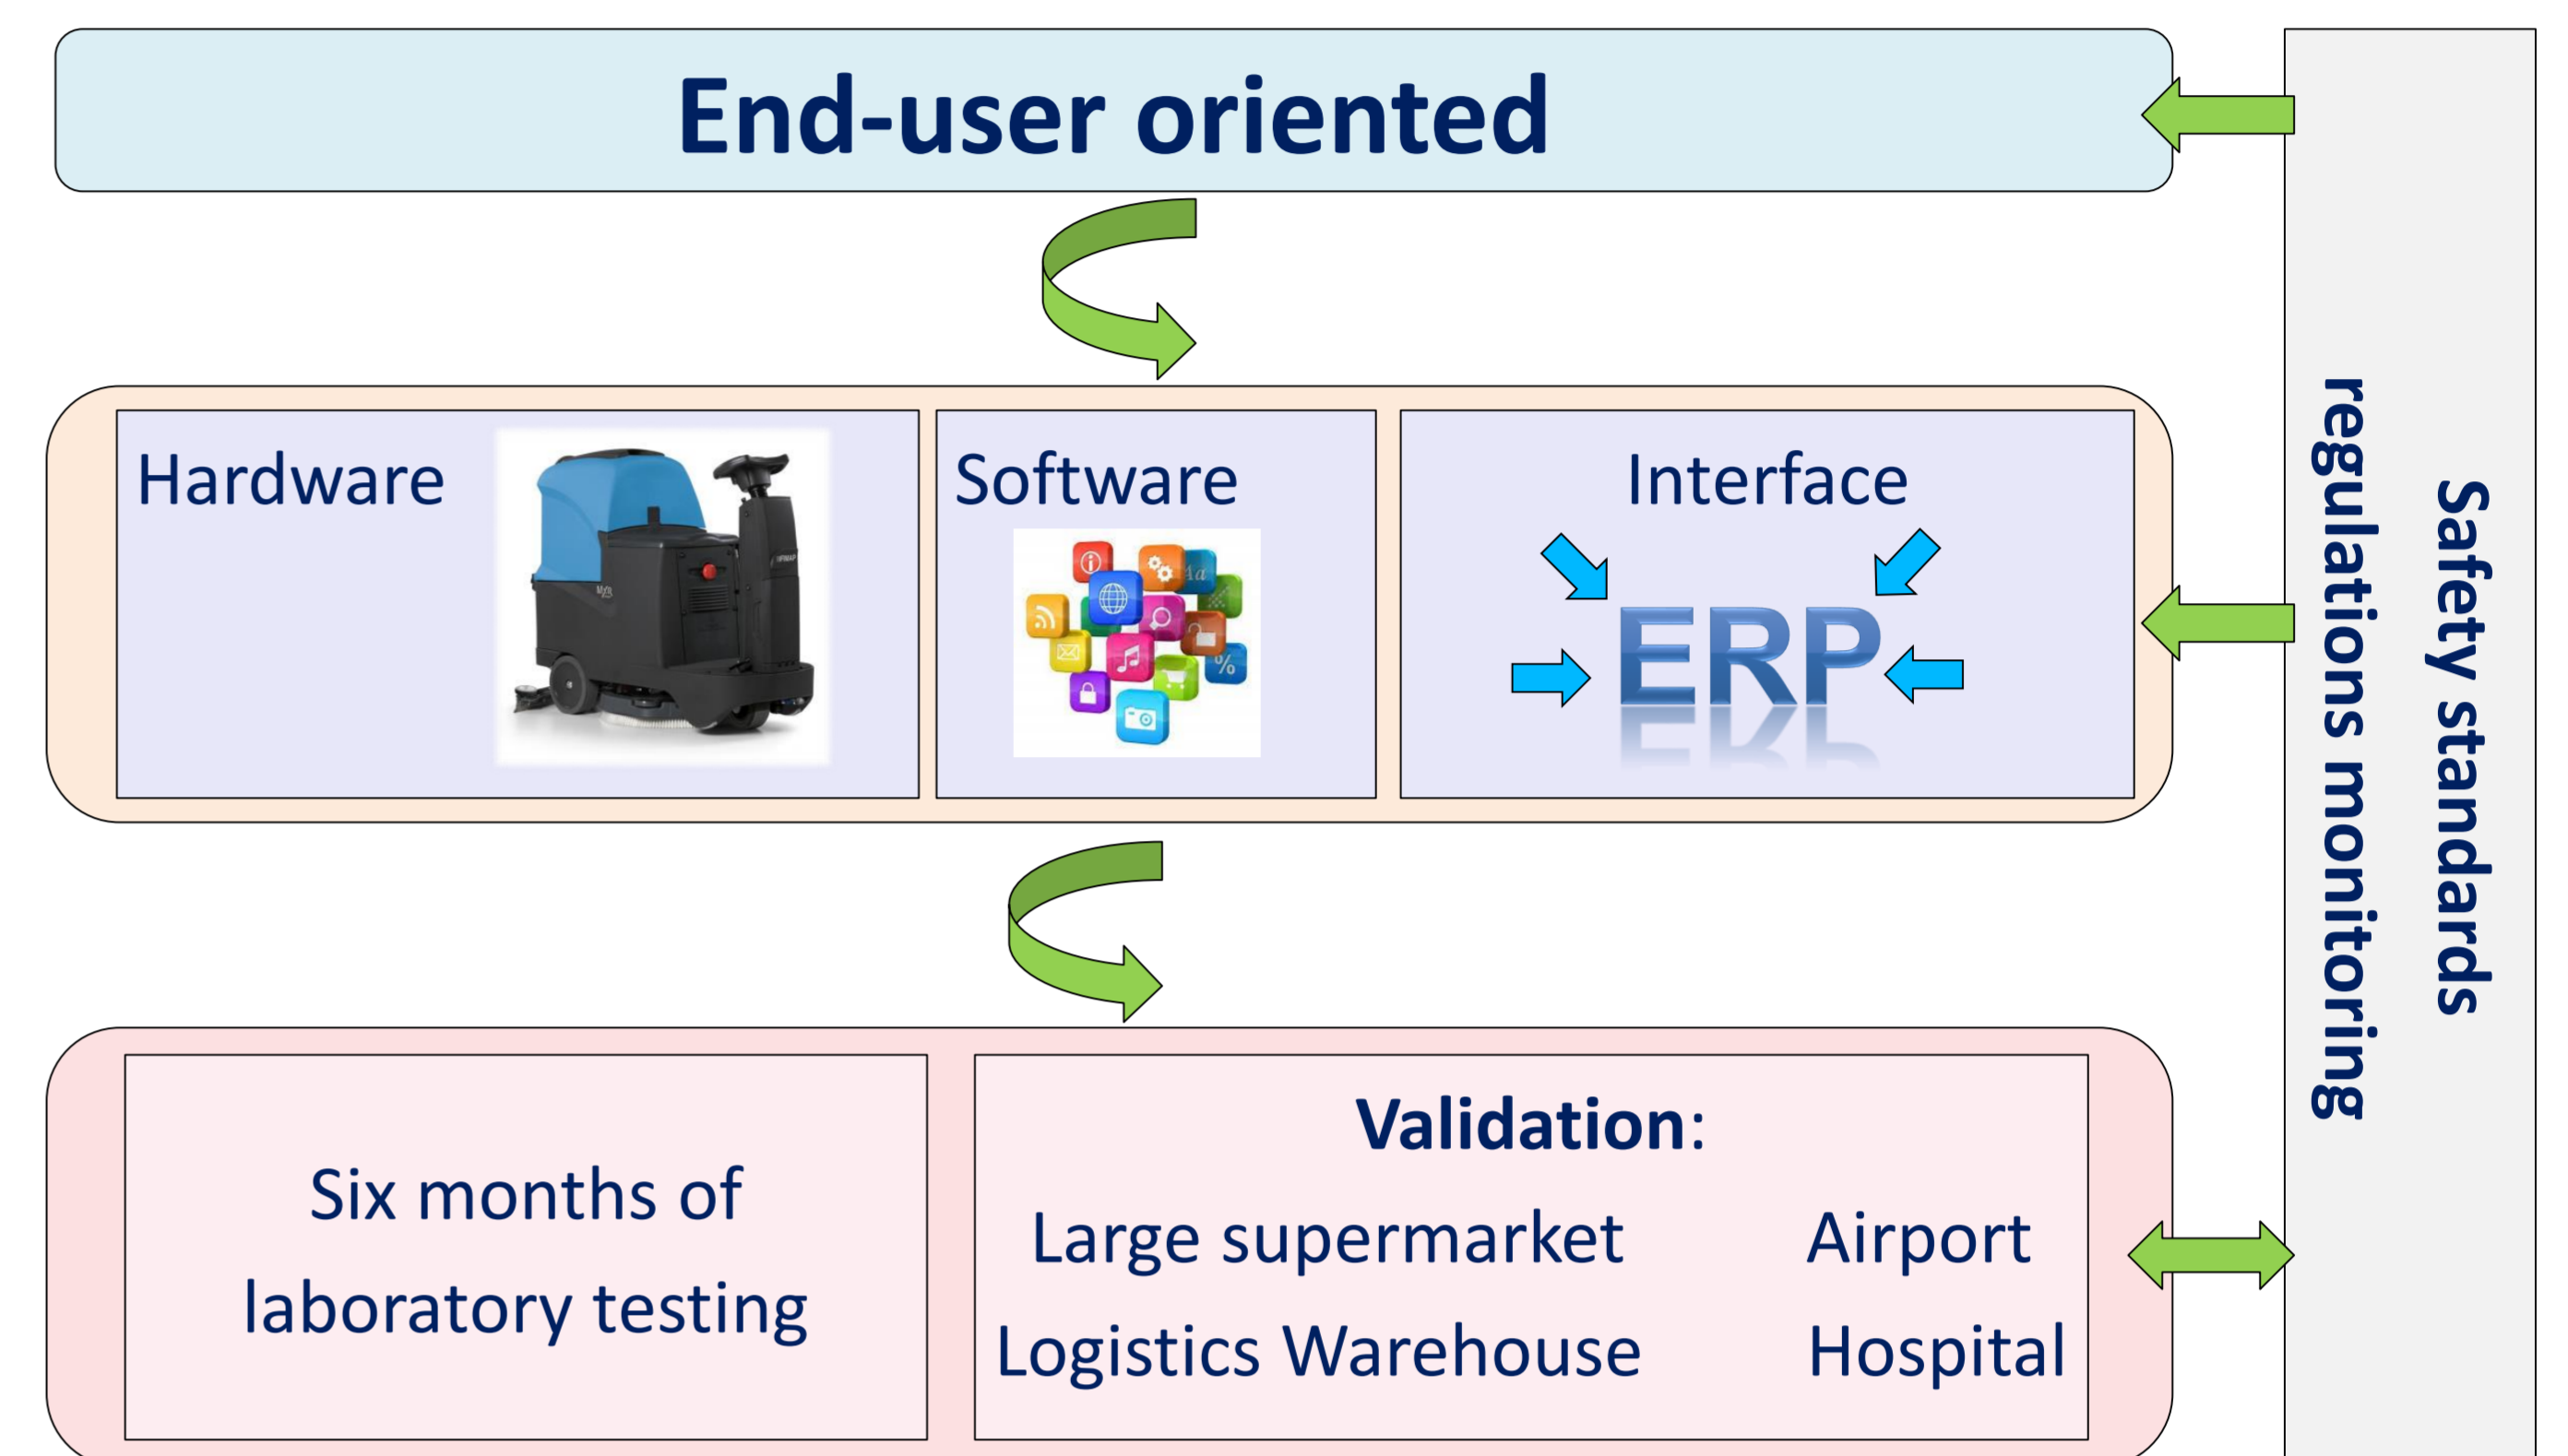 End-user oriented
Hardware
Software
Interface
ERP
Six months of
laboratory testing
Validation:
Large supermarket Airport
Logistics Warehouse Hospital
Safety standards
regulations monitoring